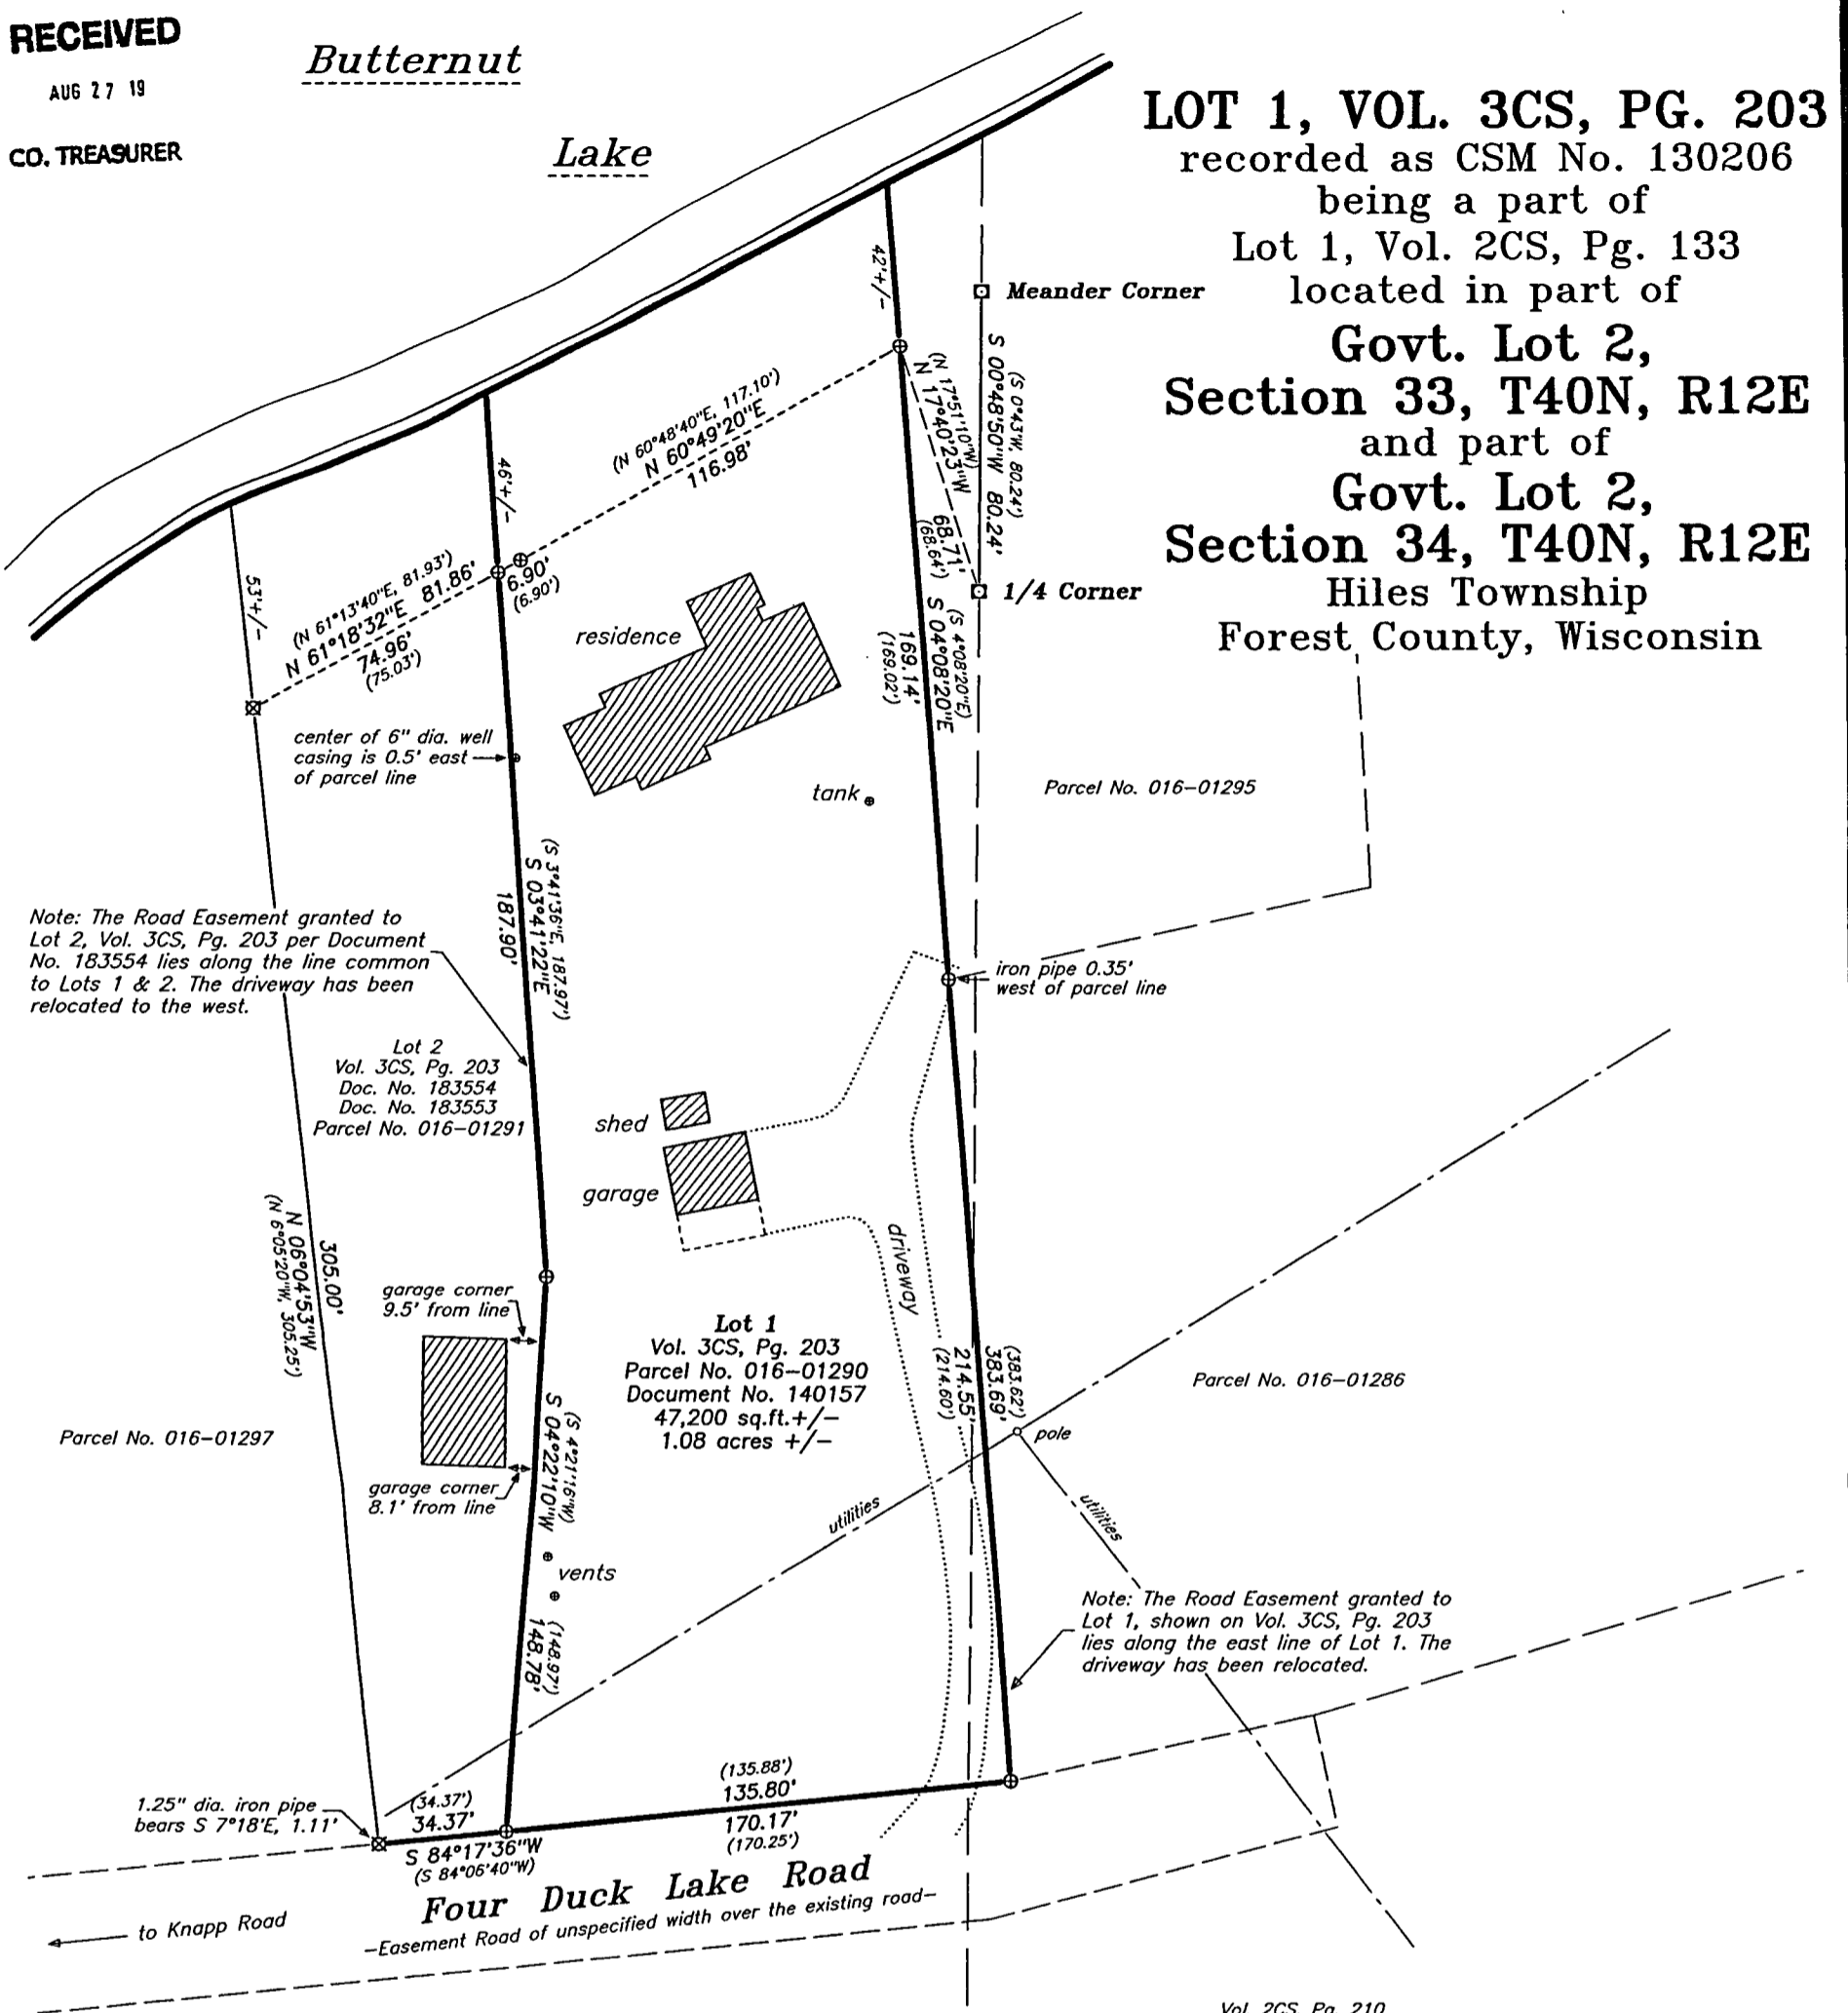 RECEIVED
AUG 27 19
CO. TREASURER
Butternut
Lake
LOT 1, VOL. 3CS, PG. 203
recorded as CSM No. 130206
being a part of
Lot 1, Vol. 2CS, Pg. 133
located in part of
Govt. Lot 2,
Section 33, T40N, R12E
and part of
Govt. Lot 2,
Section 34, T40N, R12E
Hiles Township
Forest County, Wisconsin
42'+/-
Meander Corner
(S 0°43'W, 80.24')
S 00°48'50"W 80.24'
(N 17°51'10"W)
N 17°40'23"W
68.71'
(68.64')
1/4 Corner
(N 60°48'40"E, 117.10')
N 60°49'20"E
116.98'
46'+/-
53'+/-
(N 61°13'40"E, 81.93')
N 61°18'32"E 81.86'
74.96'
(75.03')
6.90'
(6.90')
residence
(S 4°08'20"E)
S 04°08'20"E
169.14'
(169.02')
center of 6" dia. well
casing is 0.5' east
of parcel line
tank
Parcel No. 016-01295
(S 3°41'36"E, 187.97')
S 03°41'22"E
187.90'
Note: The Road Easement granted to
Lot 2, Vol. 3CS, Pg. 203 per Document
No. 183554 lies along the line common
to Lots 1 & 2. The driveway has been
relocated to the west.
iron pipe 0.35'
west of parcel line
Lot 2
Vol. 3CS, Pg. 203
Doc. No. 183554
Doc. No. 183553
Parcel No. 016-01291
shed
garage
driveway
305.00'
N 06°04'53"W
(N 6°05'20"W, 305.25')
garage corner
9.5' from line
Lot 1
Vol. 3CS, Pg. 203
Parcel No. 016-01290
Document No. 140157
47,200 sq.ft.+/-
1.08 acres +/-
(383.62')
383.69'
214.55'
(214.60')
Parcel No. 016-01286
pole
Parcel No. 016-01297
garage corner
8.1' from line
(S 4°21'16"W)
S 04°22'10"W
utilities
utilities
vents
(148.97')
148.78'
Note: The Road Easement granted to
Lot 1, shown on Vol. 3CS, Pg. 203
lies along the east line of Lot 1. The
driveway has been relocated.
1.25" dia. iron pipe
bears S 7°18'E, 1.11'
(34.37')
34.37'
(135.88')
135.80'
170.17'
(170.25')
S 84°17'36"W
(S 84°06'40"W)
Four Duck Lake Road
-Easement Road of unspecified width over the existing road-
to Knapp Road
Vol. 2CS, Pg. 210